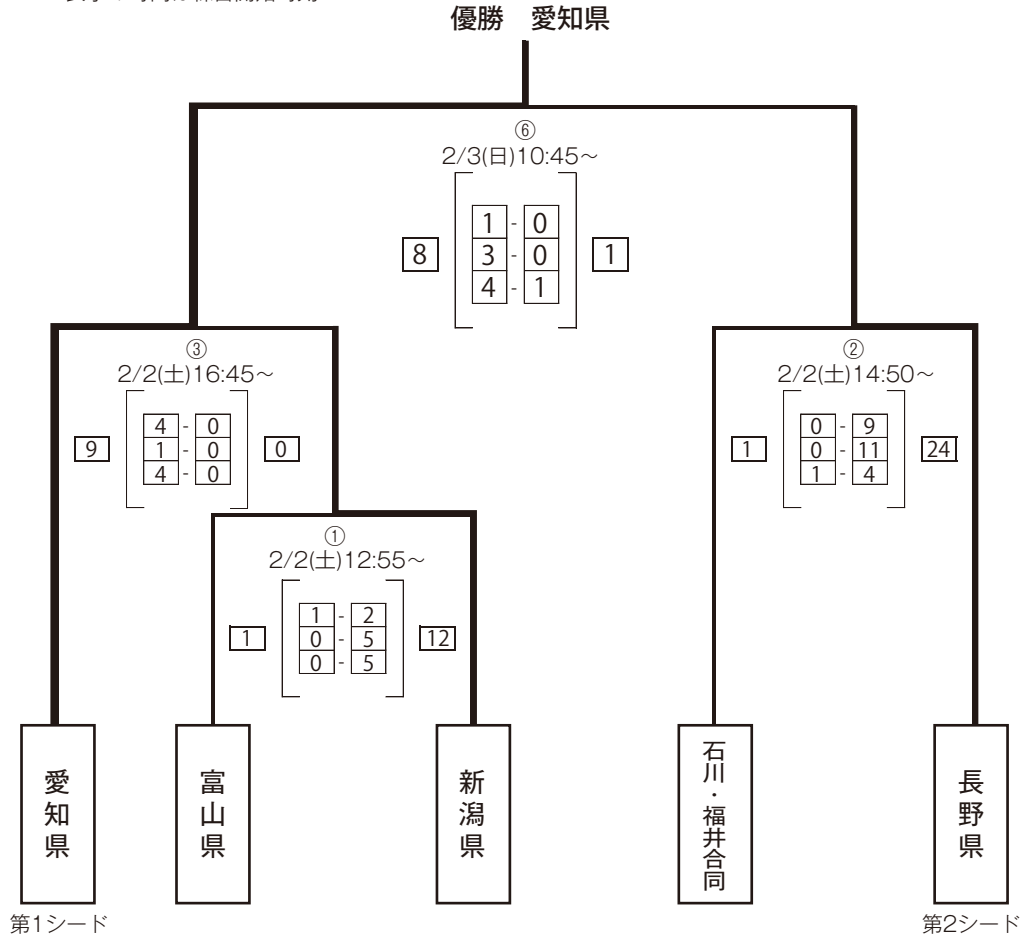 優勝 愛知県
⑥
2/3(日)10:45～
8
1 - 0
3 - 0
4 - 1
1
③
2/2(土)16:45～
9
4 - 0
1 - 0
4 - 0
0
②
2/2(土)14:50～
1
0 - 9
0 - 11
1 - 4
24
①
2/2(土)12:55～
1
1 - 2
0 - 5
0 - 5
12
愛知県
富山県
新潟県
石川・福井合同
長野県
第1シード
第2シード